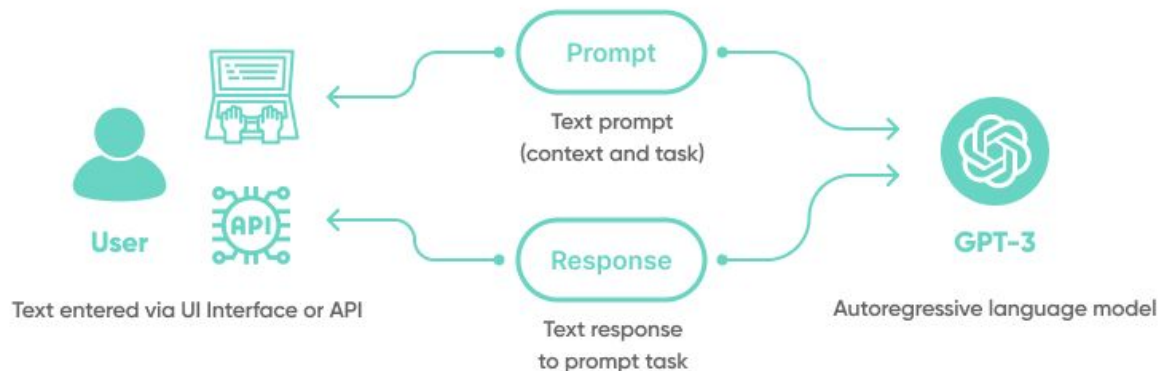 Prompt
Text prompt
(context and task)
User
API
Text entered via UI Interface or API
Response
Text response
to prompt task
GPT-3
Autoregressive language model